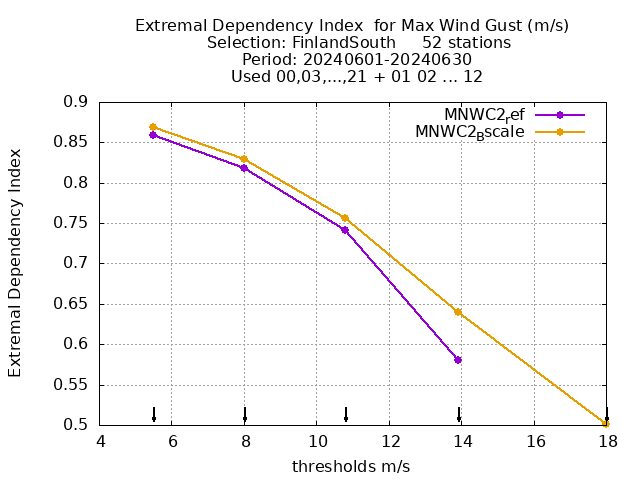 Extremal Dependency Index for Max Wind Gust (m/s)
Selection: FinlandSouth 52 stations
Period: 20240601-20240630
Used 00,03,...,21 + 01 02 ... 12
MNWC2ref
MNWC2Bscale
Extremal Dependency Index
0.9
0.85
0.8
0.75
0.7
0.65
0.6
0.55
0.5
4 6 8 10 12 14 16 18
thresholds m/s